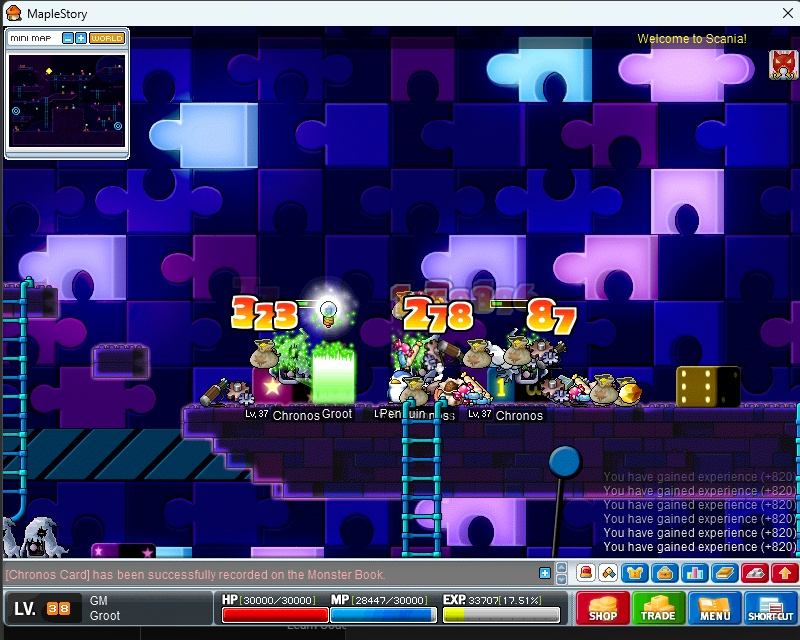 MapleStory
MINI MAP
WORLD
Welcome to Scania!
323
278
87
1
Lv. 37 Chronos
Groot
Penguin
Lv. 37 Chronos
You have gained experience (+820)
You have gained experience (+820)
You have gained experience (+820)
You have gained experience (+820)
You have gained experience (+820)
You have gained experience (+820)
[Chronos Card] has been successfully recorded on the Monster Book.
LV. 38
GM
Groot
HP [30000/30000]
MP [28447/30000]
EXP. 33707[17.51%]
SHOP
TRADE
MENU
SHORTCUT